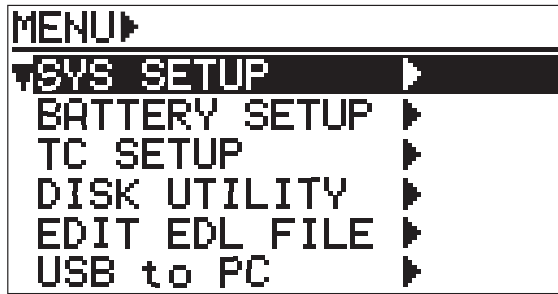 MENU▶
▼SYS SETUP ▶
BATTERY SETUP ▶
TC SETUP ▶
DISK UTILITY ▶
EDIT EDL FILE ▶
USB to PC ▶